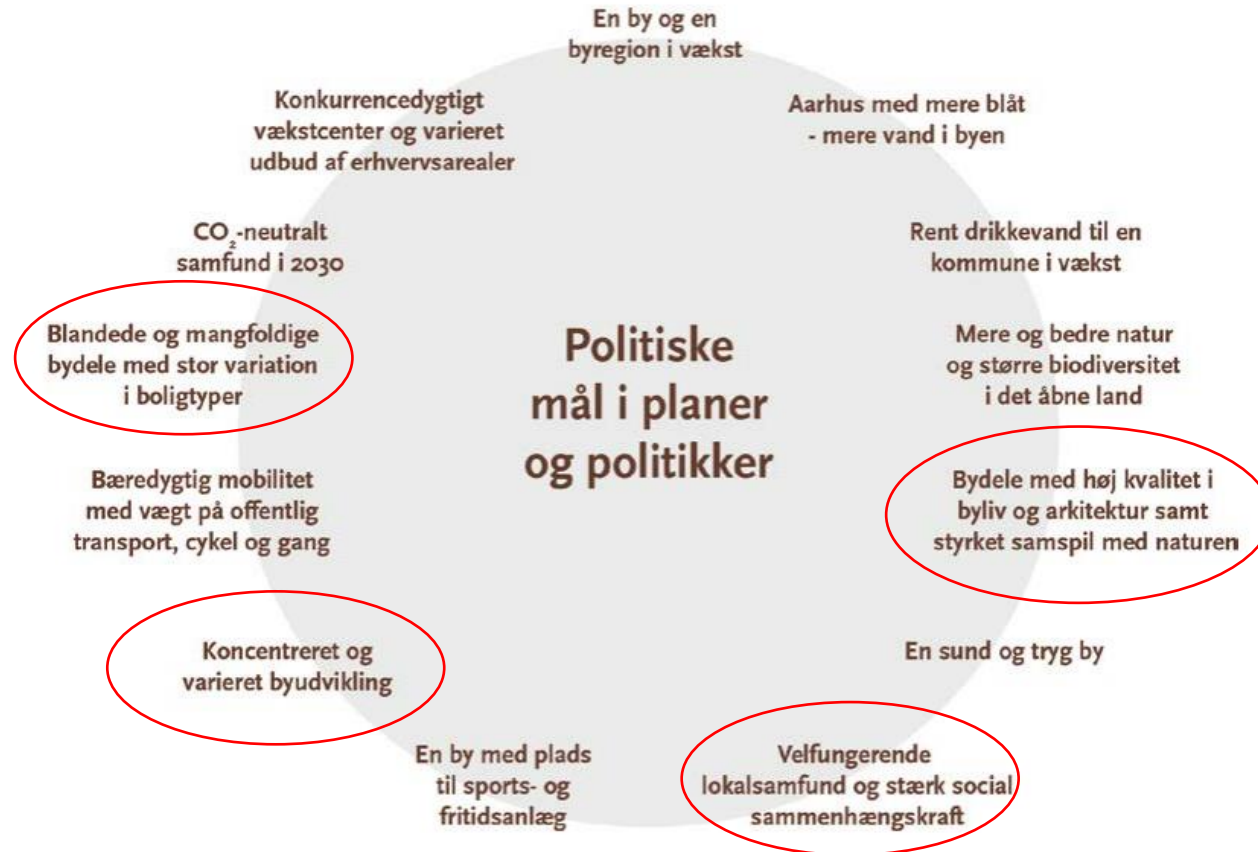 En by og en
byregion i vækst
Konkurrencedygtigt
vækstcenter og varieret
udbud af erhvervsarealer
Aarhus med mere blåt
- mere vand i byen
CO₂-neutralt
samfund i 2030
Rent drikkevand til en
kommune i vækst
Blandede og mangfoldige
bydele med stor variation
i boligtyper
Politiske
mål i planer
og politikker
Mere og bedre natur
og større biodiversitet
i det åbne land
Bæredygtig mobilitet
med vægt på offentlig
transport, cykel og gang
Bydele med høj kvalitet i
byliv og arkitektur samt
styrket samspil med naturen
Koncentreret og
varieret byudvikling
En sund og tryg by
En by med plads
til sports- og
fritidsanlæg
Velfungerende
lokalsamfund og stærk social
sammenhængskraft